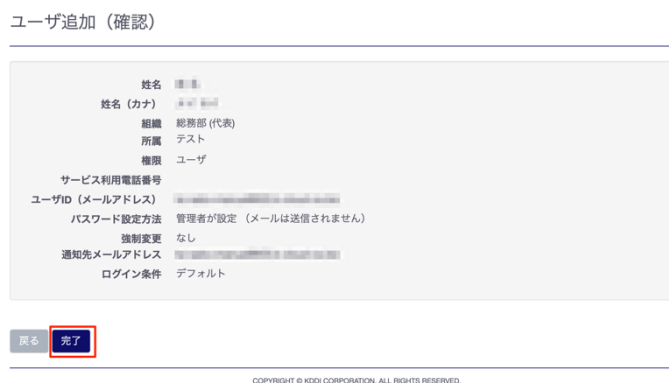 ユーザ追加（確認）
姓名
姓名（カナ）
組織 総務部 (代表)
所属 テスト
権限 ユーザ
サービス利用電話番号
ユーザID（メールアドレス）
パスワード設定方法 管理者が設定 （メールは送信されません）
強制変更 なし
通知先メールアドレス
ログイン条件 デフォルト
戻る 完了
COPYRIGHT © KDDI CORPORATION, ALL RIGHTS RESERVED.